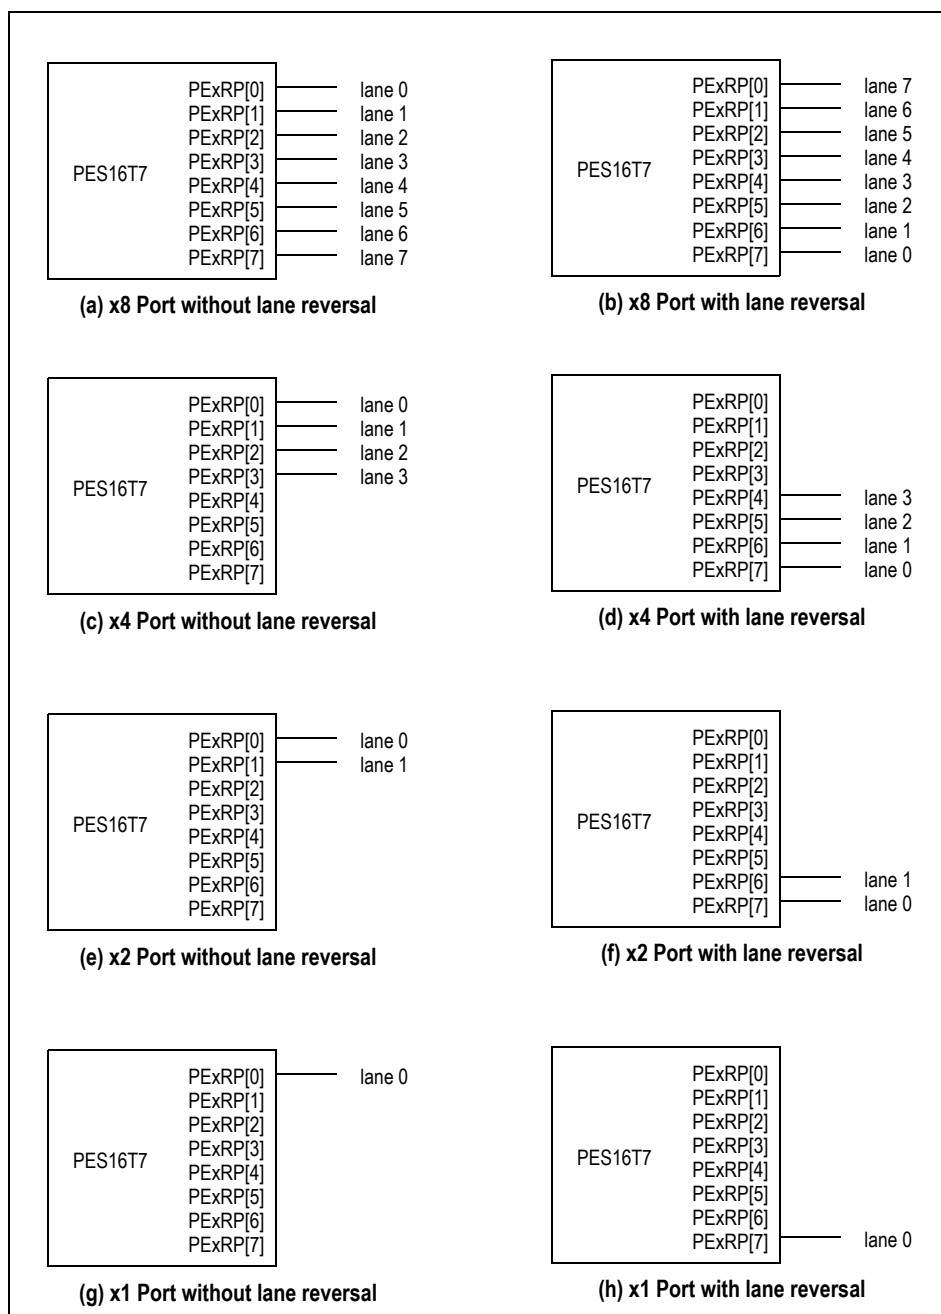 PES16T7
PExRP[0] lane 0
PExRP[1] lane 1
PExRP[2] lane 2
PExRP[3] lane 3
PExRP[4] lane 4
PExRP[5] lane 5
PExRP[6] lane 6
PExRP[7] lane 7
(a) x8 Port without lane reversal
PES16T7
PExRP[0] lane 7
PExRP[1] lane 6
PExRP[2] lane 5
PExRP[3] lane 4
PExRP[4] lane 3
PExRP[5] lane 2
PExRP[6] lane 1
PExRP[7] lane 0
(b) x8 Port with lane reversal
PES16T7
PExRP[0] lane 0
PExRP[1] lane 1
PExRP[2] lane 2
PExRP[3] lane 3
PExRP[4]
PExRP[5]
PExRP[6]
PExRP[7]
(c) x4 Port without lane reversal
PES16T7
PExRP[0]
PExRP[1]
PExRP[2]
PExRP[3]
PExRP[4] lane 3
PExRP[5] lane 2
PExRP[6] lane 1
PExRP[7] lane 0
(d) x4 Port with lane reversal
PES16T7
PExRP[0] lane 0
PExRP[1] lane 1
PExRP[2]
PExRP[3]
PExRP[4]
PExRP[5]
PExRP[6]
PExRP[7]
(e) x2 Port without lane reversal
PES16T7
PExRP[0]
PExRP[1]
PExRP[2]
PExRP[3]
PExRP[4]
PExRP[5]
PExRP[6] lane 1
PExRP[7] lane 0
(f) x2 Port with lane reversal
PES16T7
PExRP[0] lane 0
PExRP[1]
PExRP[2]
PExRP[3]
PExRP[4]
PExRP[5]
PExRP[6]
PExRP[7]
(g) x1 Port without lane reversal
PES16T7
PExRP[0]
PExRP[1]
PExRP[2]
PExRP[3]
PExRP[4]
PExRP[5]
PExRP[6]
PExRP[7] lane 0
(h) x1 Port with lane reversal